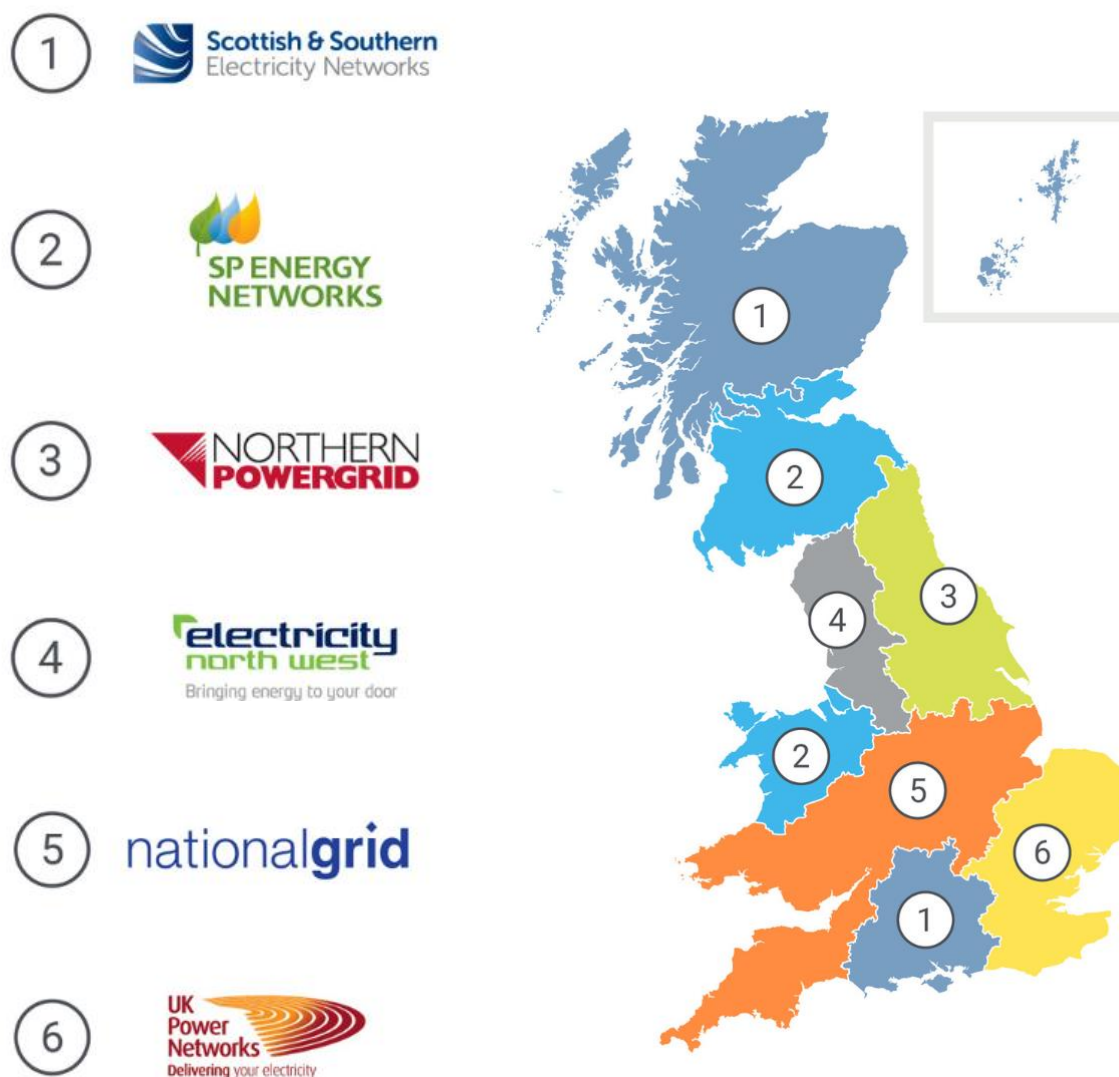 1
Scottish & Southern
Electricity Networks
2
SP ENERGY
NETWORKS
3
NORTHERN
POWERGRID
4
electricity
north west
Bringing energy to your door
5
nationalgrid
6
UK
Power
Networks
Delivering your electricity
1
2
3
4
2
5
6
1